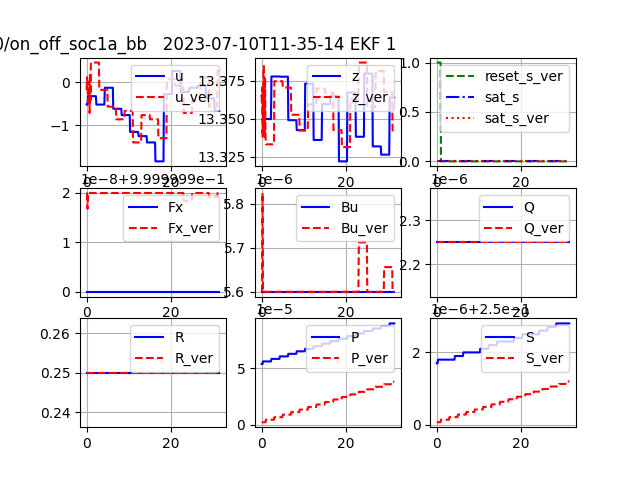 0/on_off_soc1a_bb   2023-07-10T11-35-14 EKF 1
0
−1
0
20
u
u_ver
13.375
13.350
13.325
0
20
z
z_ver
1.0
0.5
0.0
0
20
reset_s_ver
sat_s
sat_s_ver
1e−8+9.999999e−1
2
1
0
0
20
Fx
Fx_ver
1e−6
5.8
5.7
5.6
0
20
Bu
Bu_ver
1e−6
2.3
2.2
0
20
Q
Q_ver
0.26
0.25
0.24
0
20
R
R_ver
1e−5
5
0
0
20
P
P_ver
1e−6+2.5e−1
2
0
0
20
S
S_ver